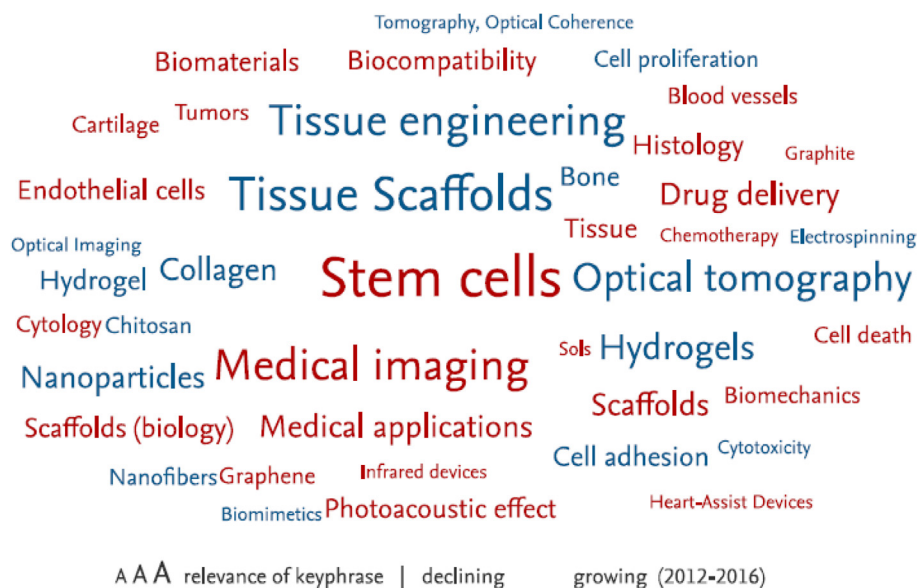 Tomography, Optical Coherence
Biomaterials Biocompatibility Cell proliferation
Blood vessels
Cartilage Tumors Tissue engineering
Histology Graphite
Endothelial cells Tissue Scaffolds Bone Drug delivery
Tissue Chemotherapy Electrospinning
Optical Imaging
Hydrogel Collagen Stem cells Optical tomography
Cytology Chitosan Cell death
Sols Hydrogels
Nanoparticles Medical imaging
Scaffolds Biomechanics
Scaffolds (biology) Medical applications
Cell adhesion Cytotoxicity
Nanofibers Graphene Infrared devices
Biomimetics Photoacoustic effect Heart-Assist Devices
A A A relevance of keyphrase | declining growing (2012-2016)